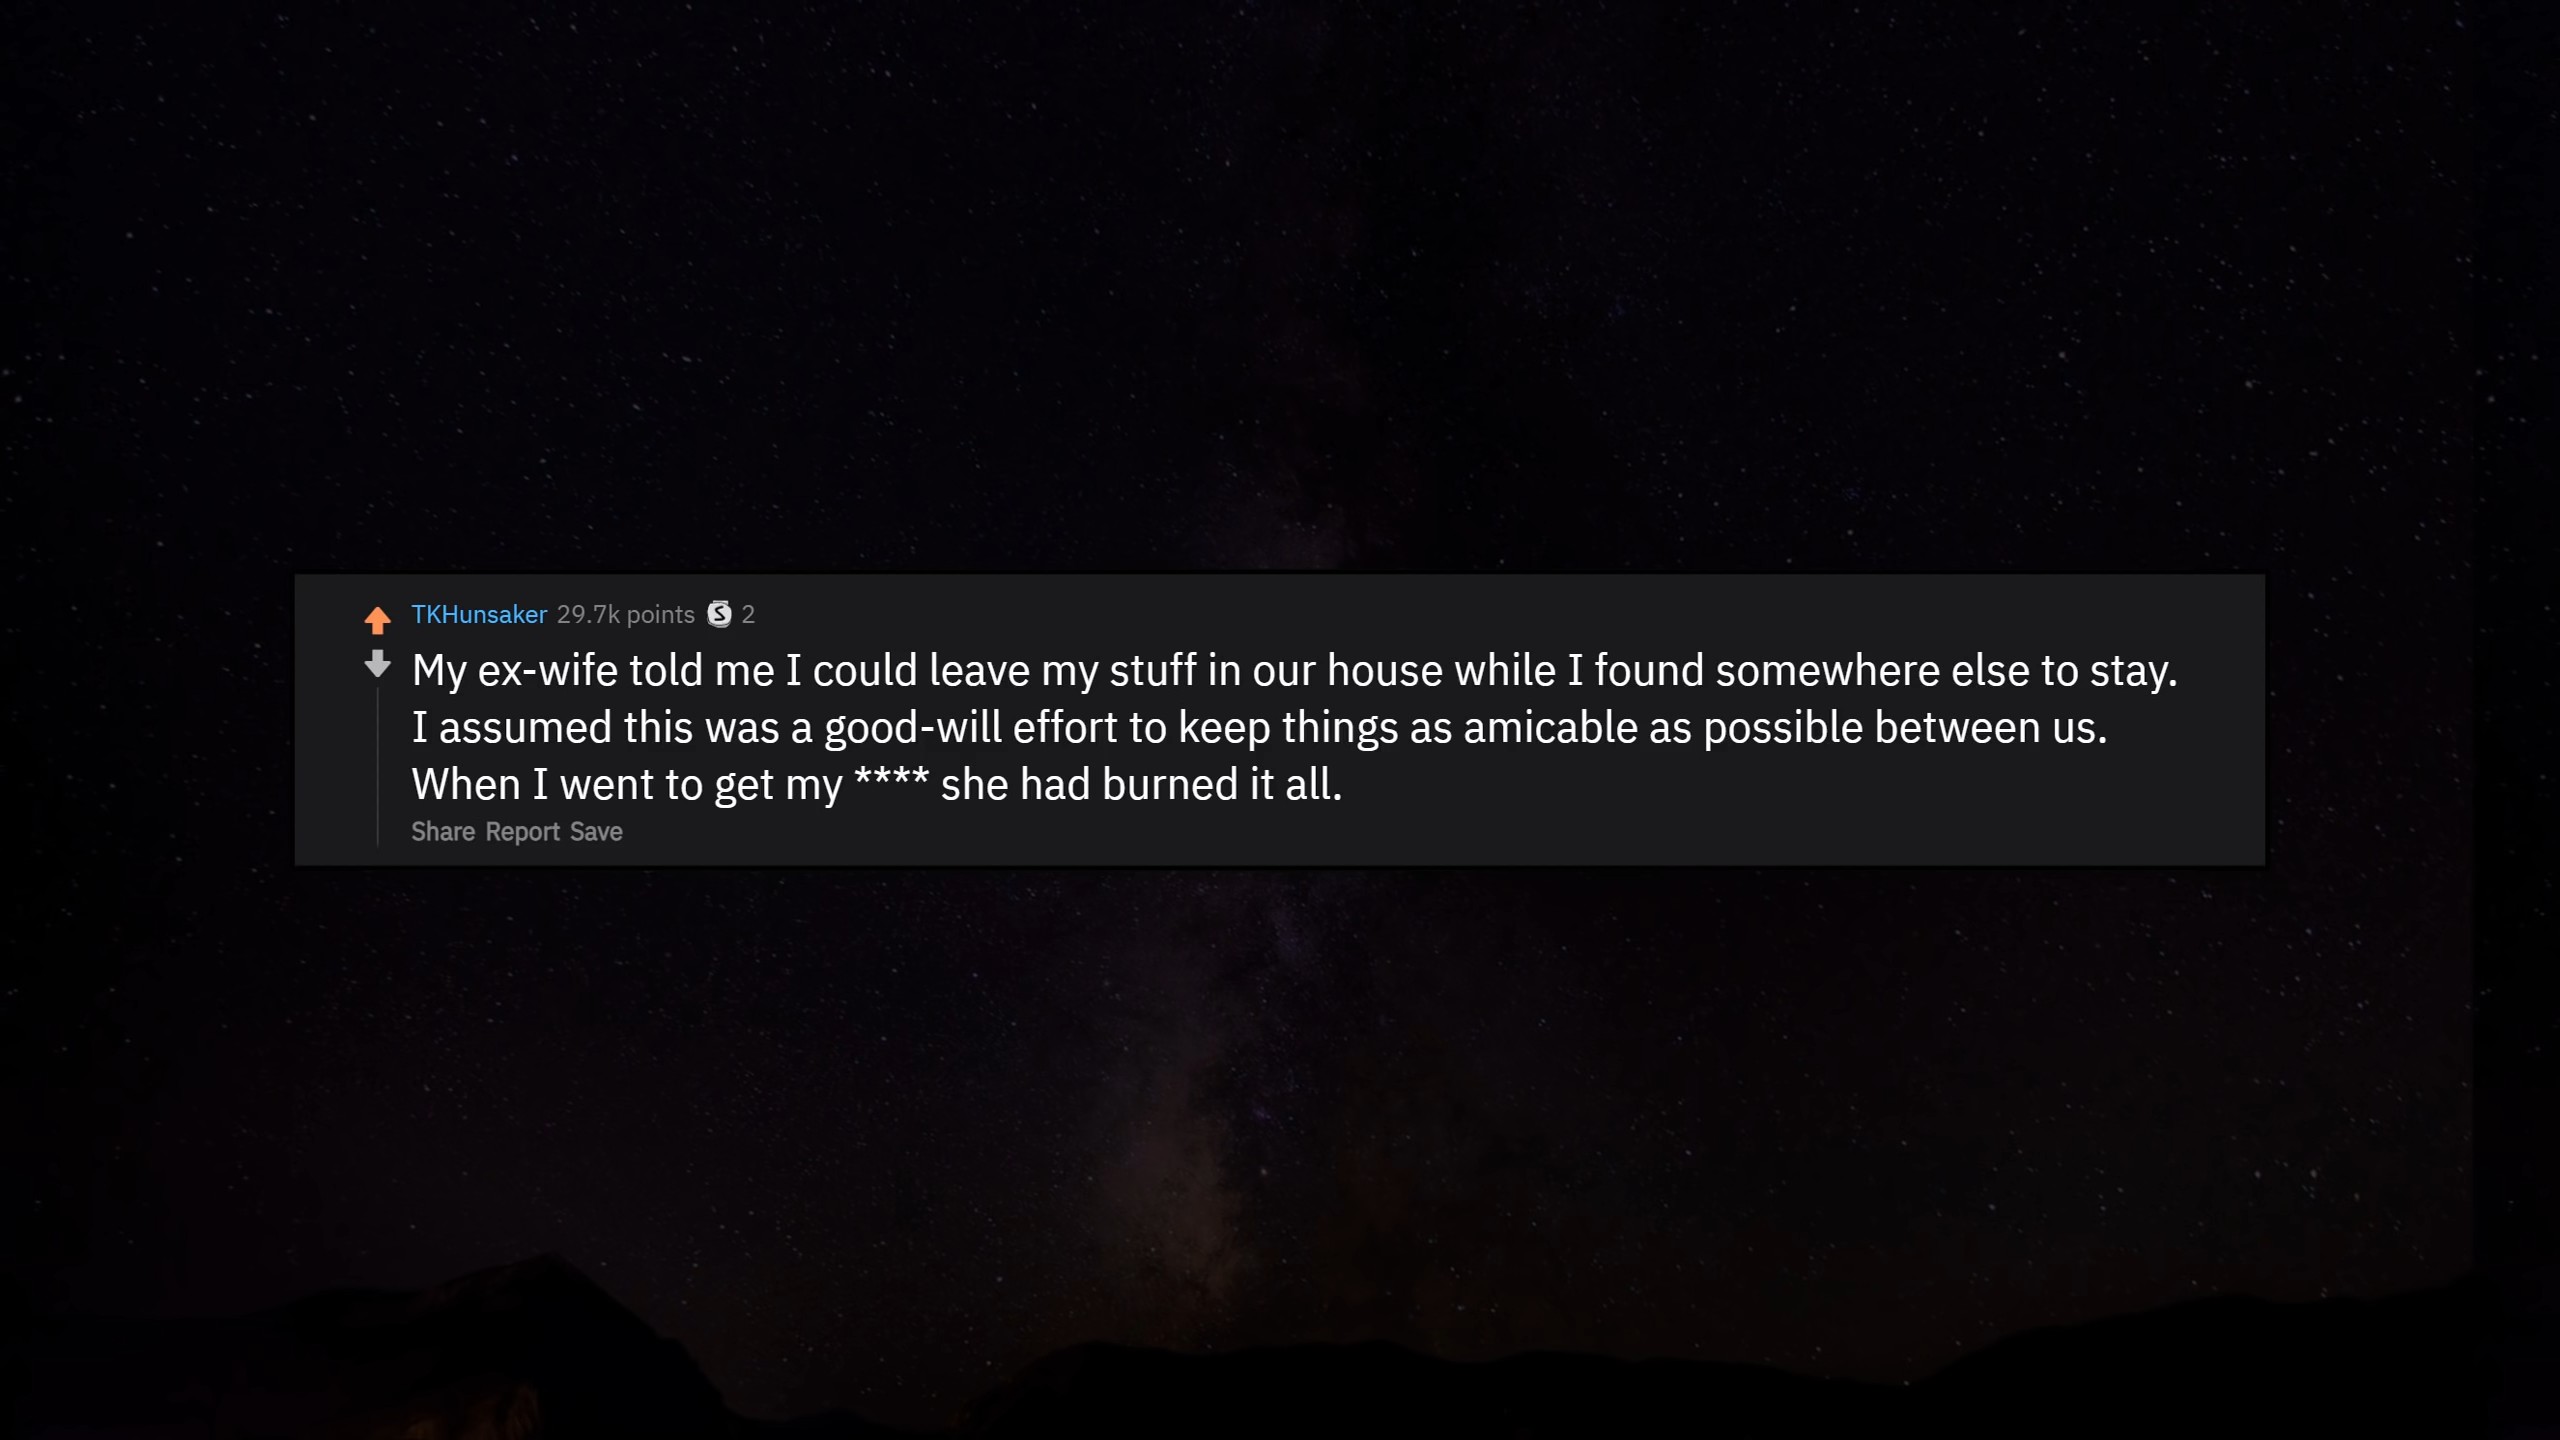 TKHunsaker 29.7k points S 2
My ex-wife told me I could leave my stuff in our house while I found somewhere else to stay.
I assumed this was a good-will effort to keep things as amicable as possible between us.
When I went to get my **** she had burned it all.
Share Report Save